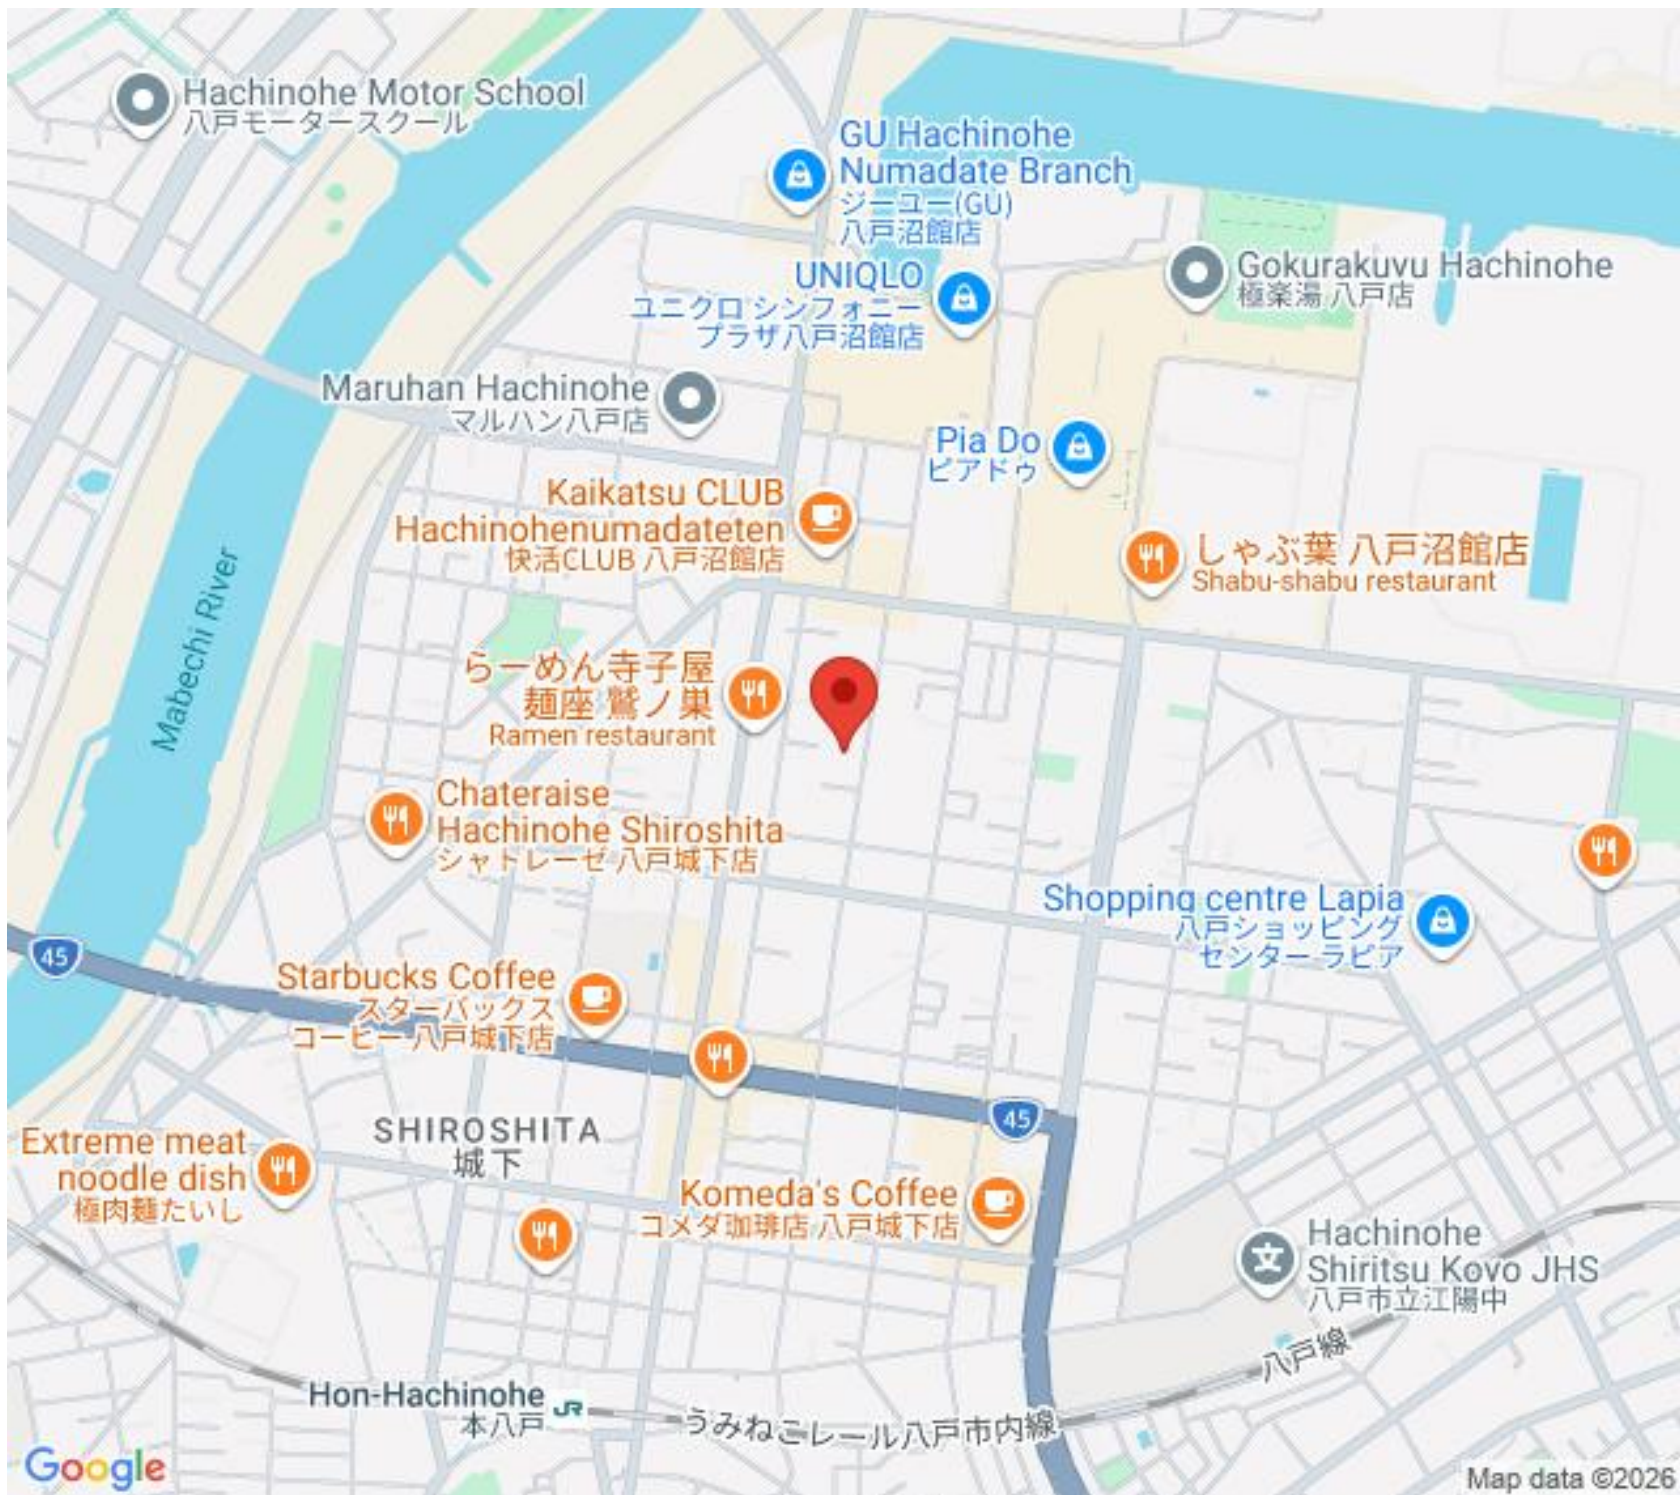 Hachinohe Motor School
八戸モータースクール
GU Hachinohe
Numadate Branch
ジーユー(GU)
八戸沼館店
UNIQLO
ユニクロ シンフォニー
プラザ八戸沼館店
Gokurakuyu Hachinohe
極楽湯 八戸店
Maruhan Hachinohe
マルハン八戸店
Pia Do
ピアドゥ
Kaikatsu CLUB
Hachinohenumadateten
快活CLUB 八戸沼館店
しゃぶ葉 八戸沼館店
Shabu-shabu restaurant
Mabechi River
らーめん寺子屋
麺座 鷲ノ巣
Ramen restaurant
Chateraise
Hachinohe Shiroshita
シャトレーゼ 八戸城下店
Shopping centre Lapia
八戸ショッピング
センター ラピア
45
Starbucks Coffee
スターバックス
コーヒー 八戸城下店
45
SHIROSHITA
城下
Extreme meat
noodle dish
極肉麺たいし
Komeda's Coffee
コメダ珈琲店 八戸城下店
Hachinohe
Shiritsu Koyo JHS
八戸市立江陽中
八戸線
Hon-Hachinohe
本八戸
JR
うみねこレール八戸市内線
Google
Map data ©2026